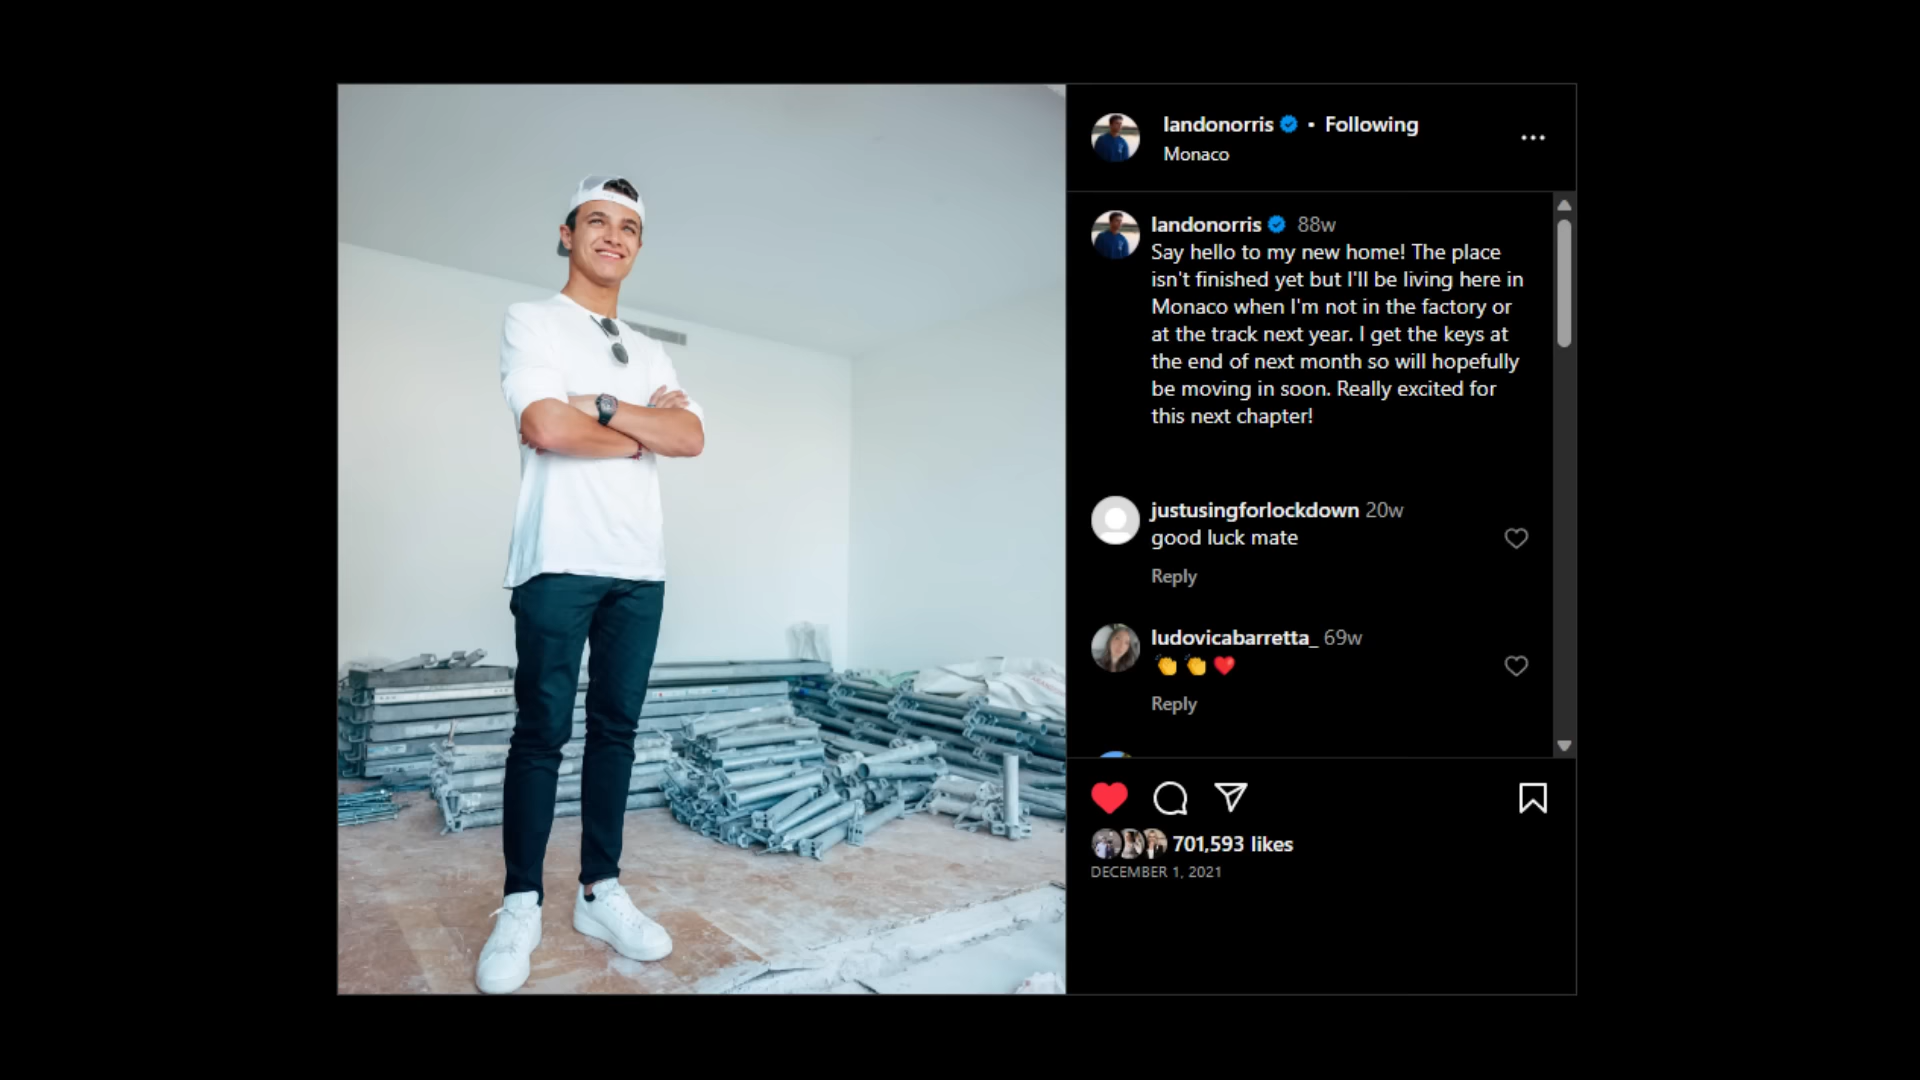 landonorris • Following
Monaco
landonorris 88w
Say hello to my new home! The place
isn't finished yet but I'll be living here in
Monaco when I'm not in the factory or
at the track next year. I get the keys at
the end of next month so will hopefully
be moving in soon. Really excited for
this next chapter!
justusingforlockdown 20w
good luck mate
Reply
ludovicabarretta_ 69w
👏👏❤️
Reply
701,593 likes
DECEMBER 1, 2021